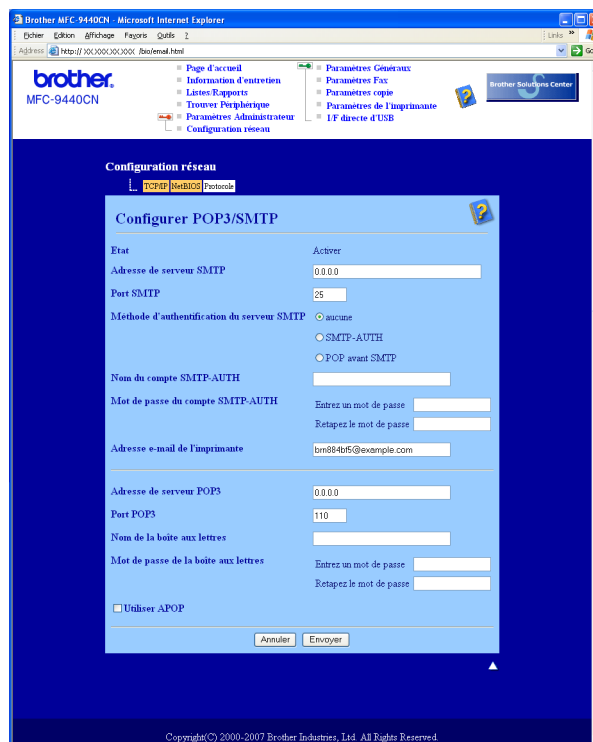 Brother MFC-9440CN - Microsoft Internet Explorer
Fichier Edition Affichage Favoris Outils ? Links »
Address http:// XX.XXX.XX.XXX /bio/email.html Go
brother.
MFC-9440CN
Page d'accueil
Information d'entretien
Listes/Rapports
Trouver Périphérique
Paramètres Administrateur
Configuration réseau
Paramètres Généraux
Paramètres Fax
Paramètres copie
Paramètres de l'imprimante
I/F directe d'USB
Brother Solutions Center
Configuration réseau
TCP/IP NetBIOS Protocole
Configurer POP3/SMTP
Etat Activer
Adresse de serveur SMTP 0.0.0.0
Port SMTP 25
Méthode d'authentification du serveur SMTP aucune
SMTP-AUTH
POP avant SMTP
Nom du compte SMTP-AUTH
Mot de passe du compte SMTP-AUTH Entrez un mot de passe
Retapez le mot de passe
Adresse e-mail de l'imprimante brn884bf5@example.com
Adresse de serveur POP3 0.0.0.0
Port POP3 110
Nom de la boîte aux lettres
Mot de passe de la boîte aux lettres Entrez un mot de passe
Retapez le mot de passe
Utiliser APOP
Annuler Envoyer
Copyright(C) 2000-2007 Brother Industries, Ltd. All Rights Reserved.